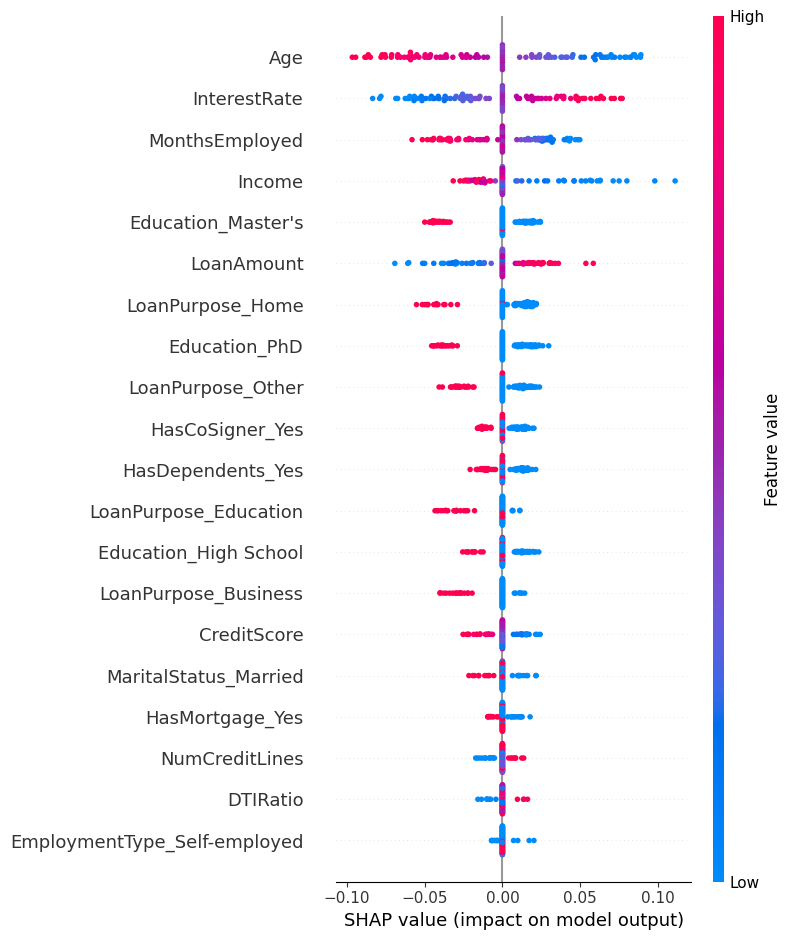 High
Age
InterestRate
MonthsEmployed
Income
Education_Master's
LoanAmount
LoanPurpose_Home
Education_PhD
LoanPurpose_Other
HasCoSigner_Yes
HasDependents_Yes
LoanPurpose_Education
Education_High School
LoanPurpose_Business
CreditScore
MaritalStatus_Married
HasMortgage_Yes
NumCreditLines
DTIRatio
EmploymentType_Self-employed
Feature value
Low
−0.10 −0.05 0.00 0.05 0.10
SHAP value (impact on model output)